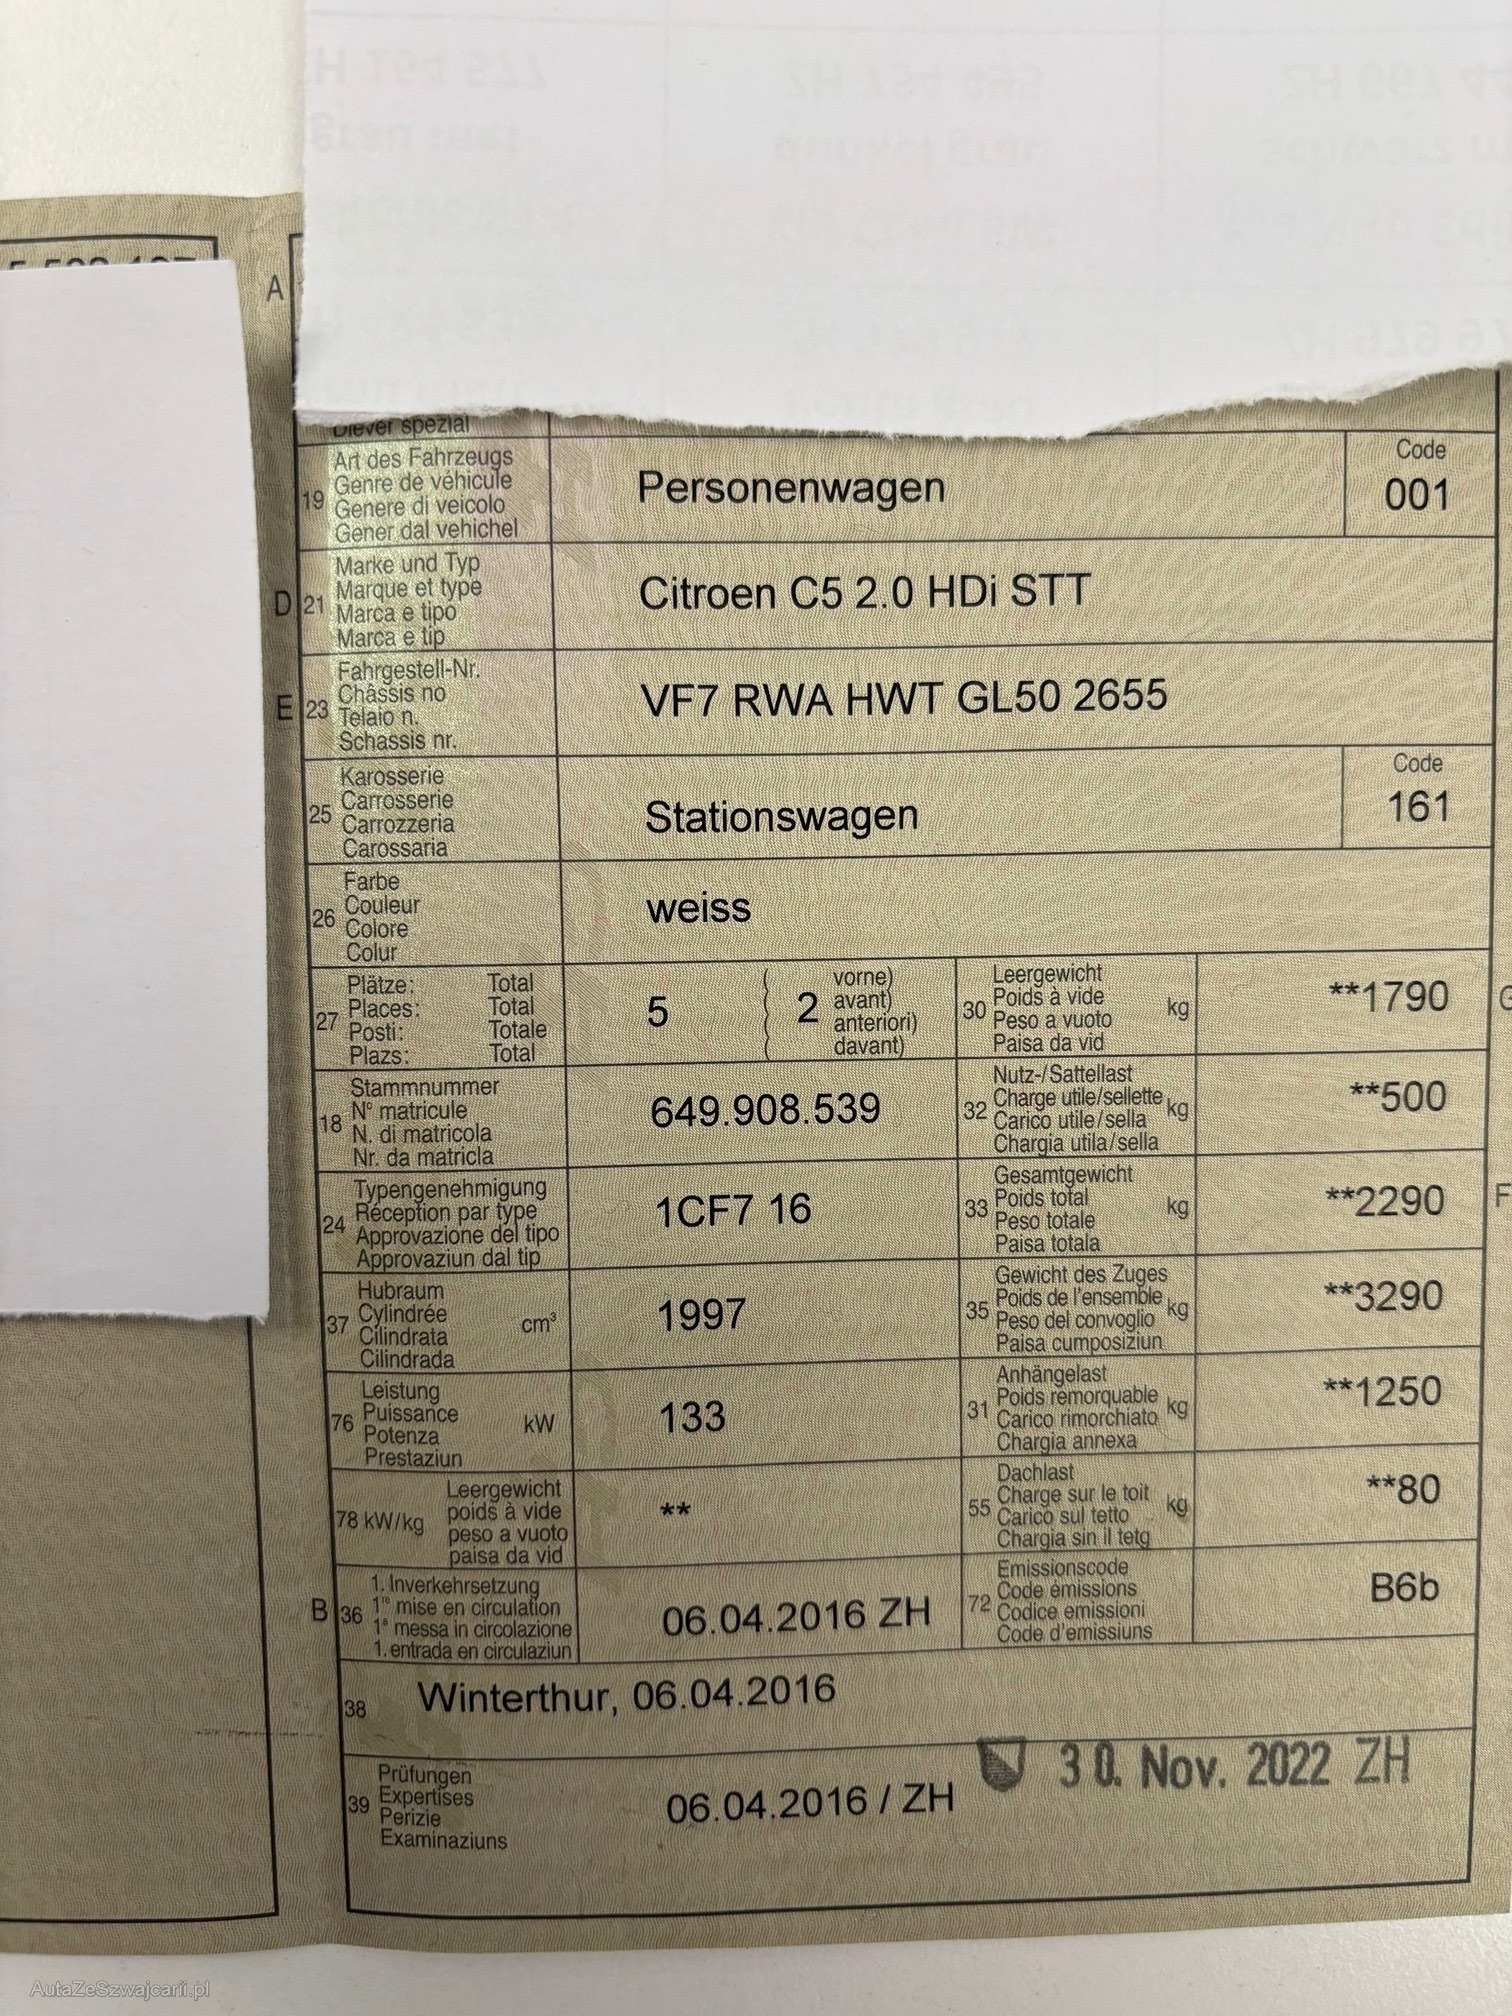 A
Diever spezial
19
Art des Fahrzeugs
Genre de véhicule
Genere di veicolo
Gener dal vehichel
Personenwagen
Code
001
D
21
Marke und Typ
Marque et type
Marca e tipo
Marca e tip
Citroen C5 2.0 HDi STT
E
23
Fahrgestell-Nr.
Châssis no
Telaio n.
Schassis nr.
VF7 RWA HWT GL50 2655
25
Karosserie
Carrosserie
Carrozzeria
Carossaria
Stationswagen
Code
161
26
Farbe
Couleur
Colore
Colur
weiss
27
Plätze: Total
Places: Total
Posti: Totale
Plazs: Total
5
2
vorne)
avant)
anteriori)
davant)
30
Leergewicht
Poids à vide
Peso a vuoto
Paisa da vid
kg
**1790
G
18
Stammnummer
N° matricule
N. di matricola
Nr. da matricla
649.908.539
32
Nutz-/Sattellast
Charge utile/sellette
Carico utile/sella
Chargia utila/sella
kg
**500
24
Typengenehmigung
Réception par type
Approvazione del tipo
Approvaziun dal tip
1CF7 16
33
Gesamtgewicht
Poids total
Peso totale
Paisa totala
kg
**2290
F
37
Hubraum
Cylindrée
Cilindrata
Cilindrada
cm³
1997
35
Gewicht des Zuges
Poids de l'ensemble
Peso del convoglio
Paisa cumposiziun
kg
**3290
76
Leistung
Puissance
Potenza
Prestaziun
kW
133
31
Anhängelast
Poids remorquable
Carico rimorchiato
Chargia annexa
kg
**1250
78 kW/kg
Leergewicht
poids à vide
peso a vuoto
paisa da vid
**
55
Dachlast
Charge sur le toit
Carico sul tetto
Chargia sin il tetg
kg
**80
B
36
1. Inverkehrsetzung
1re mise en circulation
1a messa in circolazione
1. entrada en circulaziun
06.04.2016 ZH
72
Emissionscode
Code émissions
Codice emissioni
Code d'emissiuns
B6b
38
Winterthur, 06.04.2016
39
Prüfungen
Expertises
Perizie
Examinaziuns
06.04.2016 / ZH
30. Nov. 2022 ZH
AutaZeSzwajcarii.pl